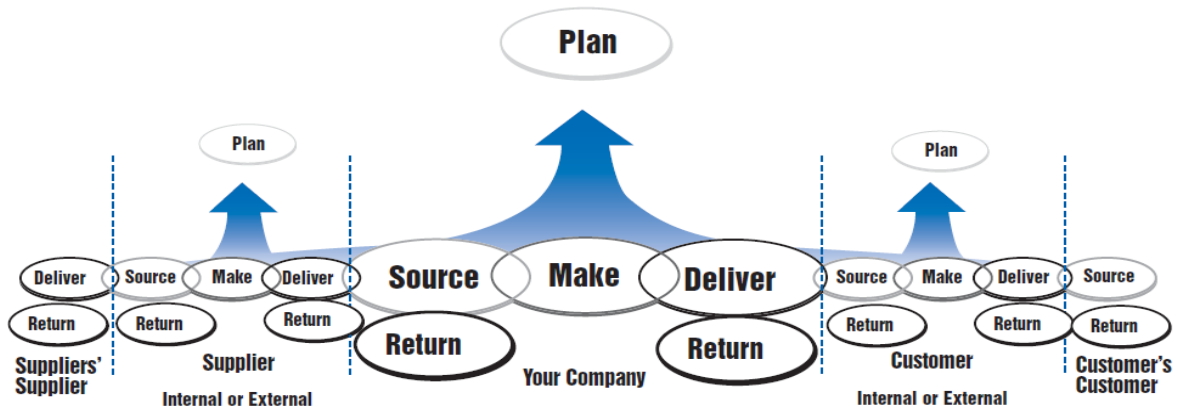 Plan
Plan
Plan
Deliver
Source
Make
Deliver
Source
Make
Deliver
Source
Make
Deliver
Source
Return
Return
Return
Return
Return
Return
Return
Return
Suppliers'
Supplier
Supplier
Internal or External
Your Company
Customer
Internal or External
Customer's
Customer